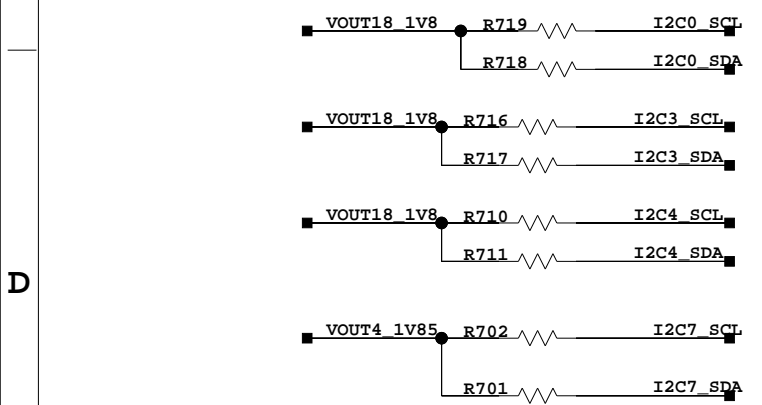 VOUT18_1V8 R719 I2C0_SCL
R718 I2C0_SDA
VOUT18_1V8 R716 I2C3_SCL
R717 I2C3_SDA
VOUT18_1V8 R710 I2C4_SCL
R711 I2C4_SDA
D
VOUT4_1V85 R702 I2C7_SCL
R701 I2C7_SDA